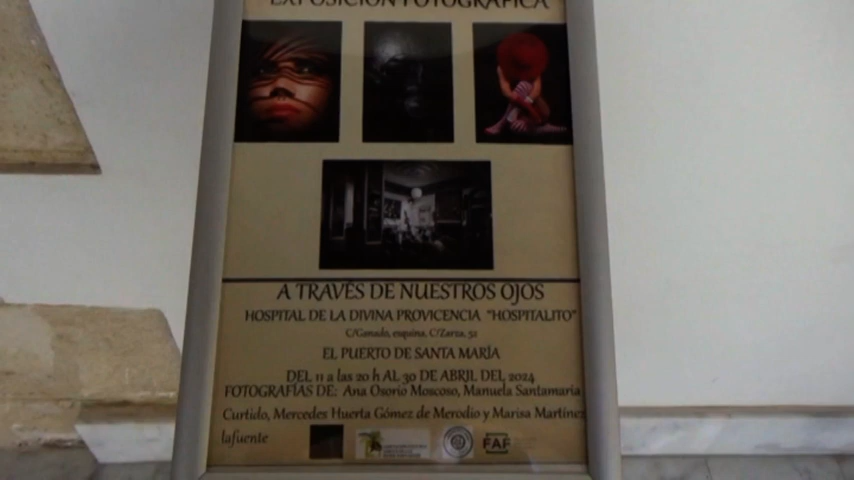 EXPOSICIÓN FOTOGRÁFICA
A TRAVÉS DE NUESTROS OJOS
HOSPITAL DE LA DIVINA PROVICENCIA "HOSPITALITO"
C/Ganado, esquina, C/Zarza, 52
EL PUERTO DE SANTA MARÍA
DEL 11 a las 20 h AL 30 DE ABRIL DEL 2024
FOTOGRAFÍAS DE: Ana Osorio Moscoso, Manuela Santamaria
Curtido, Mercedes Huerta Gómez de Merodio y Marisa Martínez
lafuente
FAF